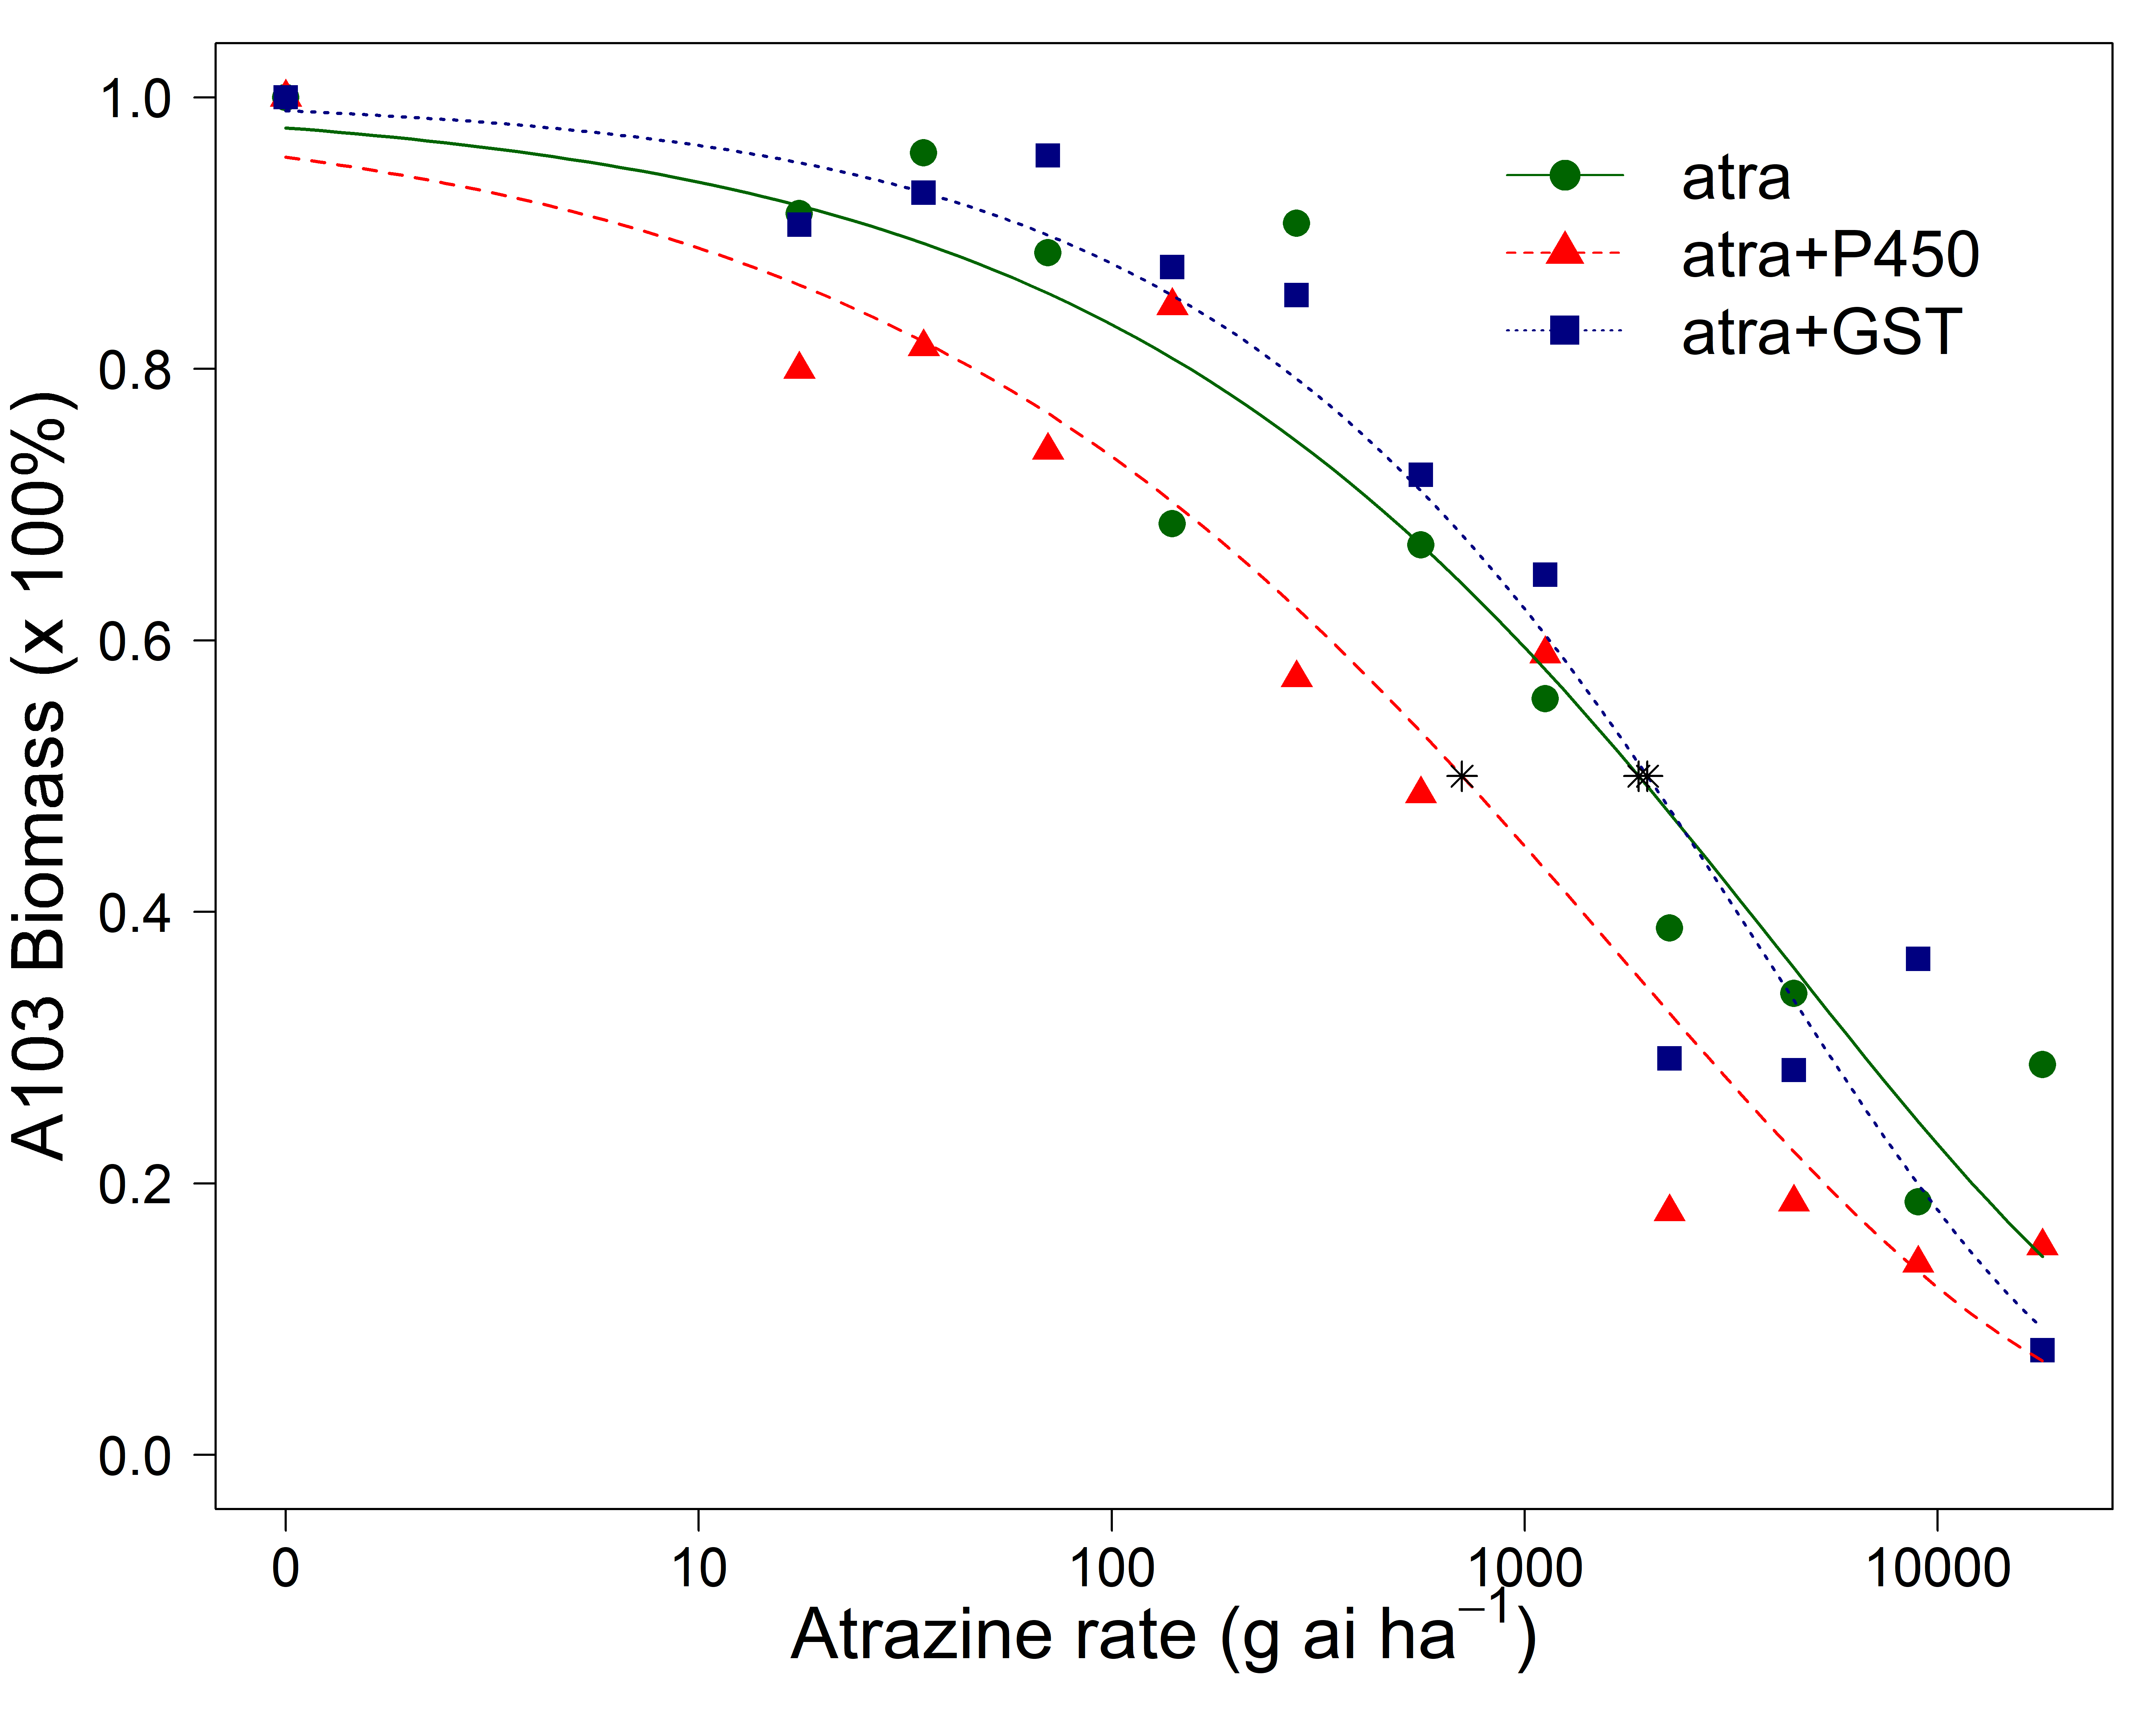 atra
atra+P450
atra+GST
A103 Biomass (x 100%)
1.0
0.8
0.6
0.4
0.2
0.0
0 10 100 1000 10000
Atrazine rate (g ai ha⁻¹)